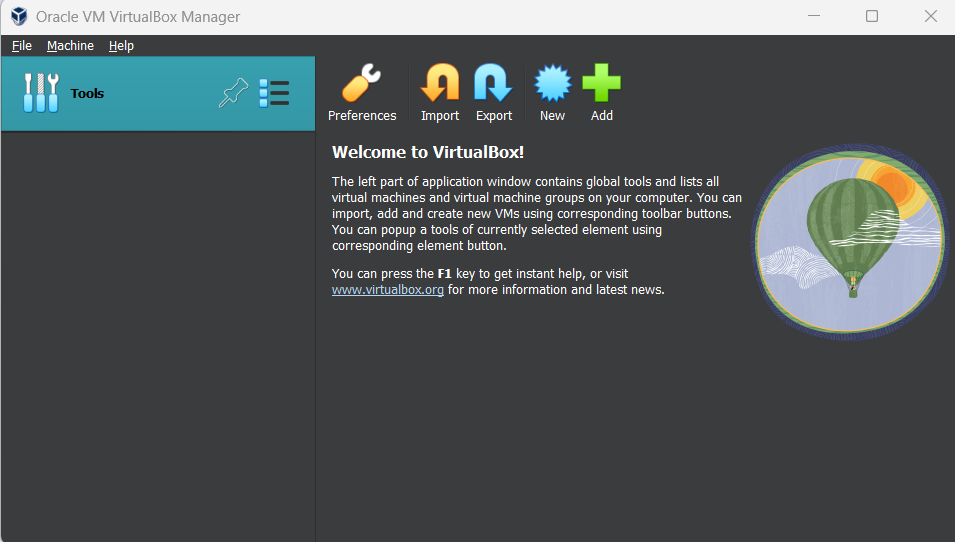 Oracle VM VirtualBox Manager
File Machine Help
Tools
Preferences Import Export New Add
Welcome to VirtualBox!
The left part of application window contains global tools and lists all
virtual machines and virtual machine groups on your computer. You can
import, add and create new VMs using corresponding toolbar buttons.
You can popup a tools of currently selected element using
corresponding element button.
You can press the F1 key to get instant help, or visit
www.virtualbox.org for more information and latest news.